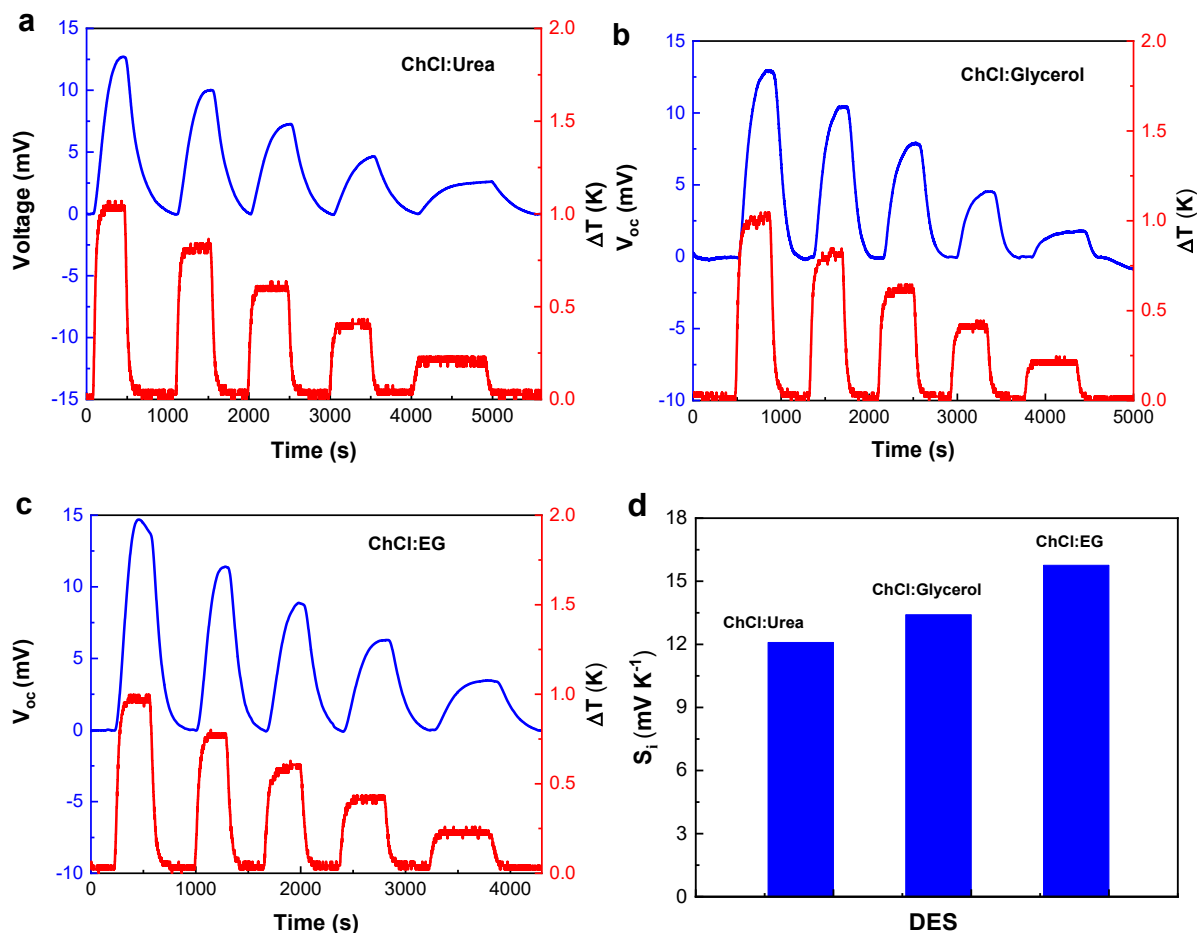 a
ChCl:Urea
Voltage (mV)
15
10
5
0
-5
-10
-15
2.0
1.5
1.0
0.5
0.0
ΔT (K)
0 1000 2000 3000 4000 5000
Time (s)
b
ChCl:Glycerol
V_oc (mV)
15
10
5
0
-5
-10
2.0
1.5
1.0
0.5
0.0
ΔT (K)
0 1000 2000 3000 4000 5000
Time (s)
c
ChCl:EG
V_oc (mV)
15
10
5
0
-5
-10
2.0
1.5
1.0
0.5
0.0
ΔT (K)
0 1000 2000 3000 4000
Time (s)
d
S_i (mV K⁻¹)
18
15
12
9
6
3
0
ChCl:Urea
ChCl:Glycerol
ChCl:EG
DES